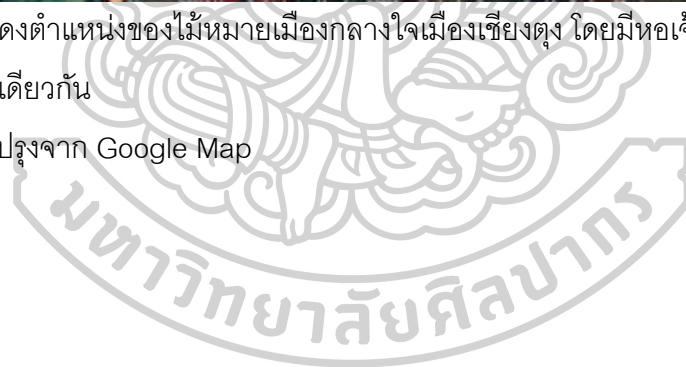 ดงตำแหน่งของไม้หมายเมืองกลางใจเมืองเชียงตุง โดยมีหอเจ้
เดียวกัน
ปรุงจาก Google Map
มหาวิทยาลัยศิลปากร